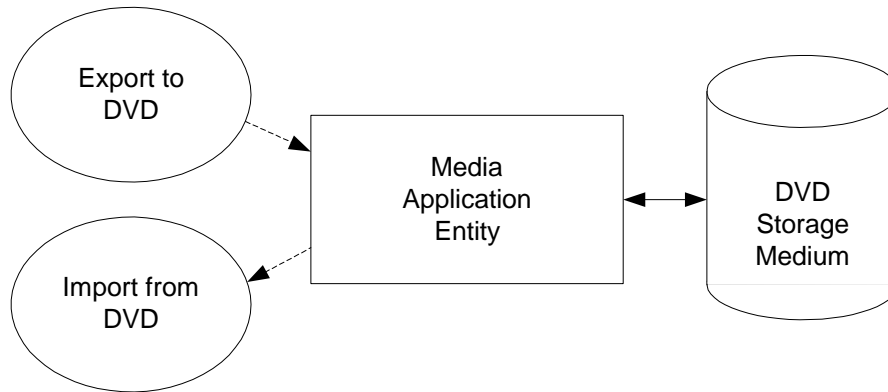 Export to
DVD
Media
Application
Entity
DVD
Storage
Medium
Import from
DVD